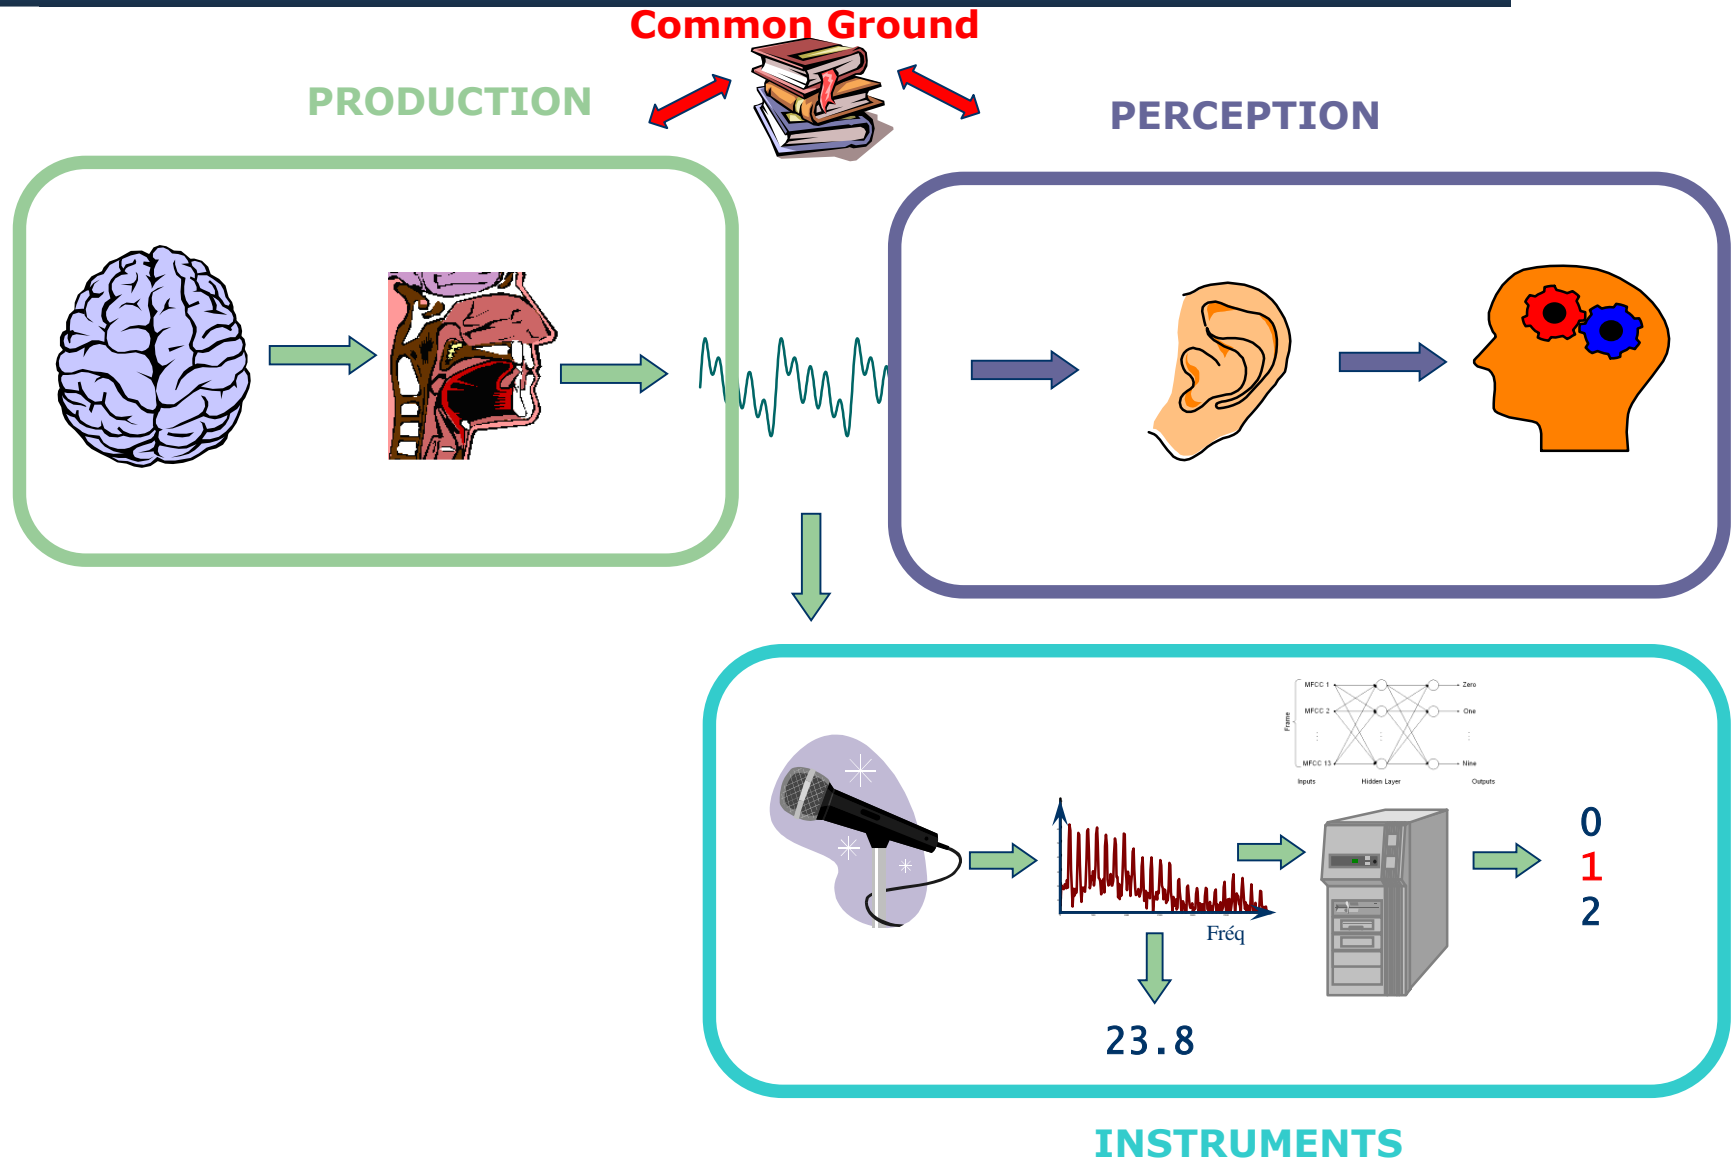 Common Ground
PRODUCTION
PERCEPTION
Frame
MFCC 1
Zero
MFCC 2
One
MFCC 13
Nine
Inputs
Hidden Layer
Outputs
0
1
2
Fréq
23.8
INSTRUMENTS